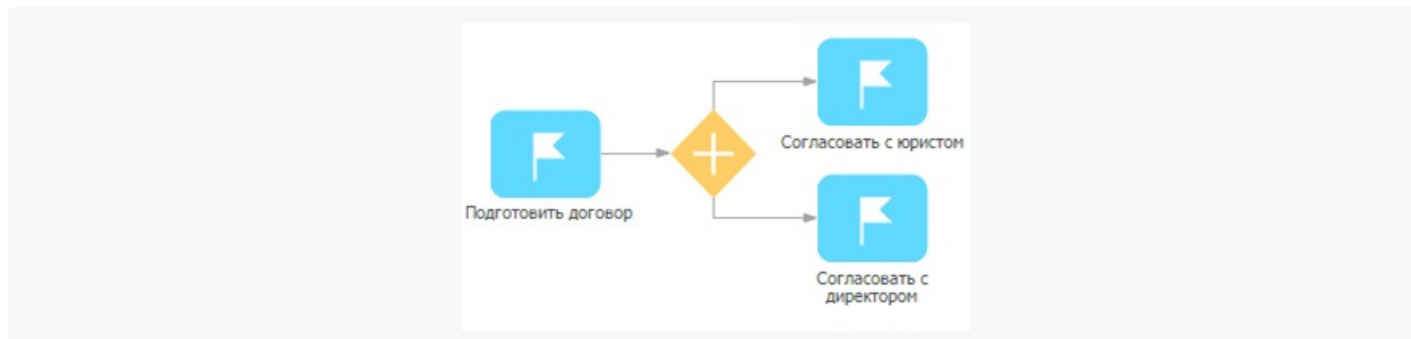 Согласовать с юристом
Подготовить договор
Согласовать с
директором